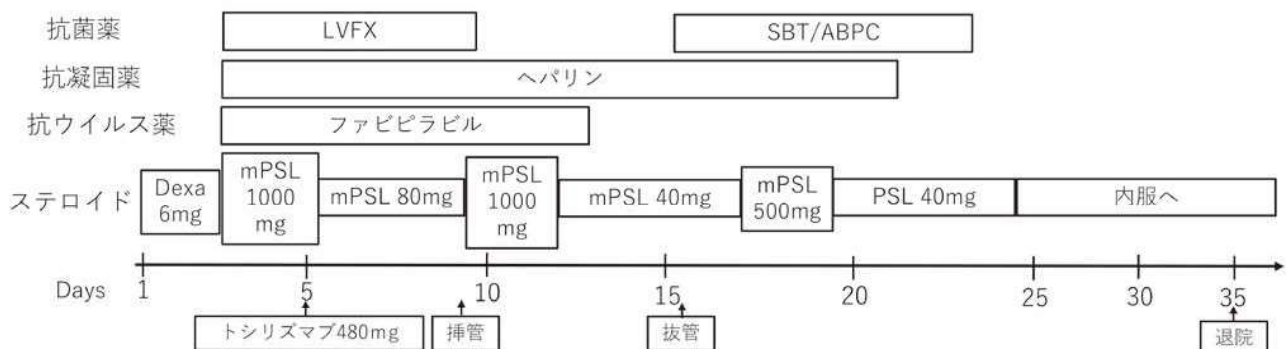 抗菌薬 LVFX SBT/ABPC
抗凝固薬 ヘパリン
抗ウイルス薬 ファビピラビル
ステロイド
Dexa
6mg
mPSL
1000
mg
mPSL 80mg
mPSL
1000
mg
mPSL 40mg
mPSL
500mg
PSL 40mg
内服へ
Days 1 5 10 15 20 25 30 35
トシリズマブ480mg 挿管 抜管 退院